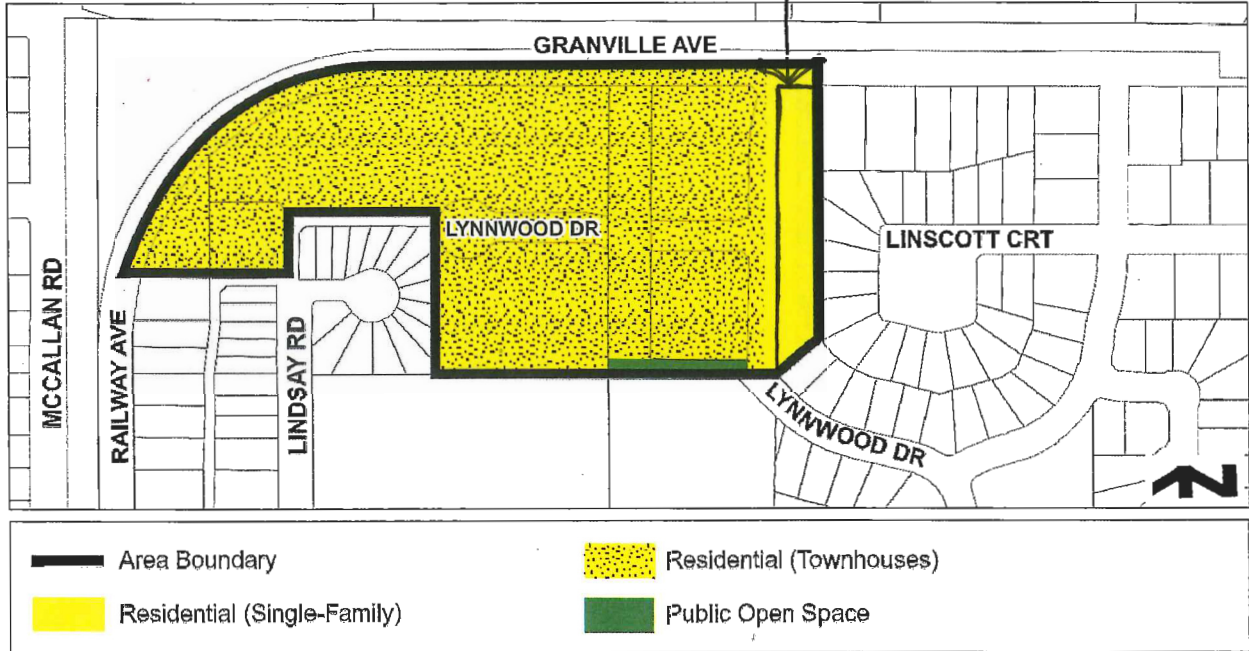 GRANVILLE AVE
LYNNWOOD DR
LINSCOTT CRT
MCCALLAN RD
RAILWAY AVE
LINDSAY RD
LYNNWOOD DR
N
Area Boundary
Residential (Townhouses)
Residential (Single-Family)
Public Open Space